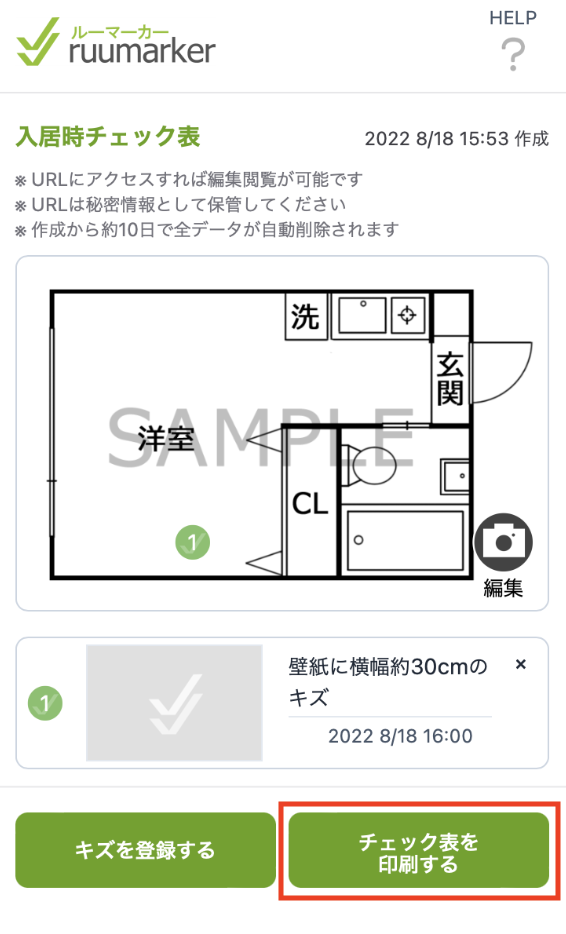 HELP
ルーマーカー
ruumarker
?
入居時チェック表
2022 8/18 15:53 作成
※ URLにアクセスすれば編集閲覧が可能です
※ URLは秘密情報として保管してください
※ 作成から約10日で全データが自動削除されます
洗
玄関
SAMPLE
洋室
CL
1
編集
1
壁紙に横幅約30cmの
キズ
×
2022 8/18 16:00
キズを登録する
チェック表を
印刷する